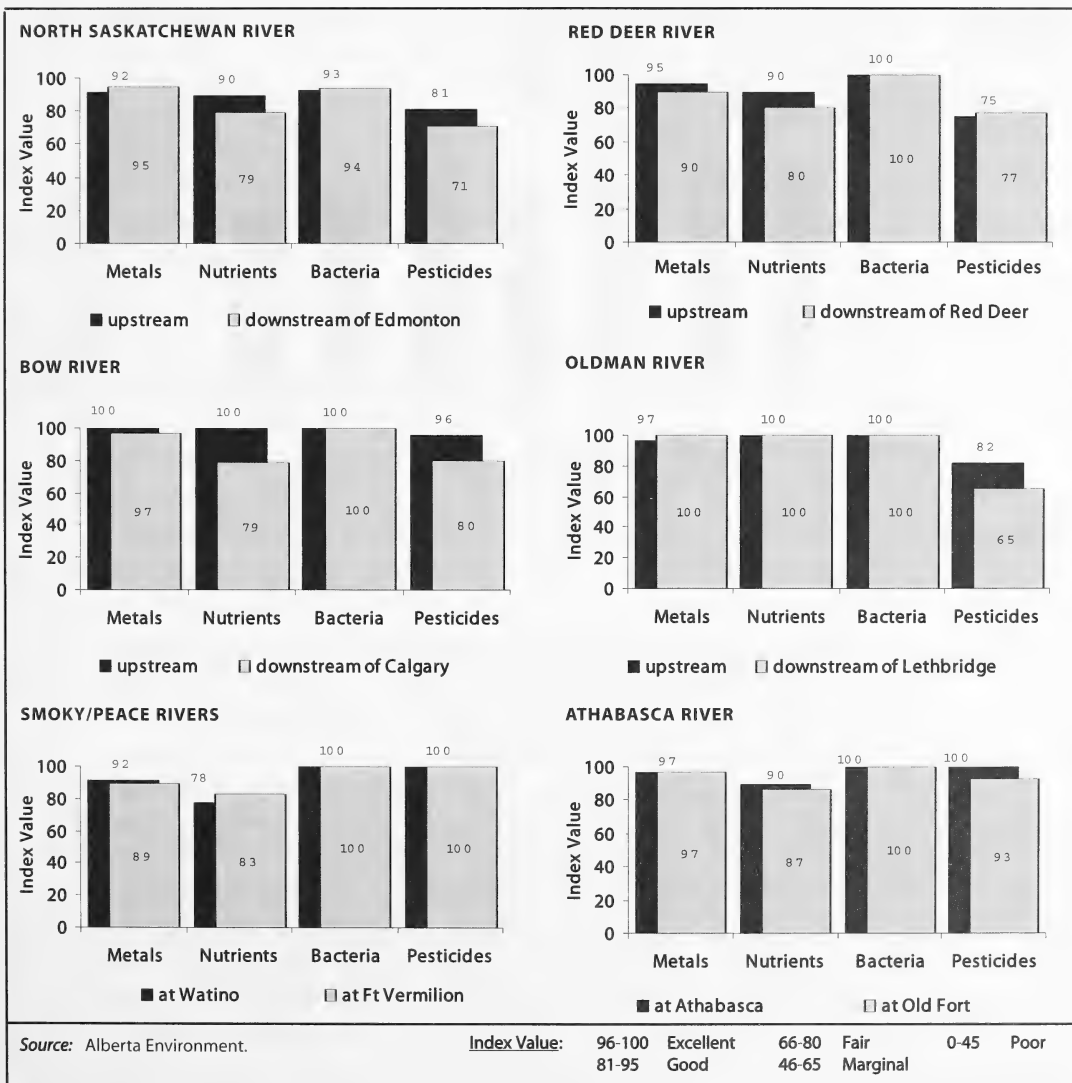 NORTH SASKATCHEWAN RIVER
Index Value
100
80
60
40
20
0
92 90 93 81
95 79 94 71
Metals Nutrients Bacteria Pesticides
upstream downstream of Edmonton
RED DEER RIVER
Index Value
100
80
60
40
20
0
95 90 100 75
90 80 100 77
Metals Nutrients Bacteria Pesticides
upstream downstream of Red Deer
BOW RIVER
Index Value
100
80
60
40
20
0
100 100 100 96
97 79 100 80
Metals Nutrients Bacteria Pesticides
upstream downstream of Calgary
OLDMAN RIVER
Index Value
100
80
60
40
20
0
97 100 100 82
100 100 100 65
Metals Nutrients Bacteria Pesticides
upstream downstream of Lethbridge
SMOKY/PEACE RIVERS
Index Value
100
80
60
40
20
0
92 78 100 100
89 83 100 100
Metals Nutrients Bacteria Pesticides
at Watino at Ft Vermilion
ATHABASCA RIVER
Index Value
100
80
60
40
20
0
97 90 100 100
97 87 100 93
Metals Nutrients Bacteria Pesticides
at Athabasca at Old Fort
Source: Alberta Environment.
Index Value: 96-100 Excellent 66-80 Fair 0-45 Poor
81-95 Good 46-65 Marginal